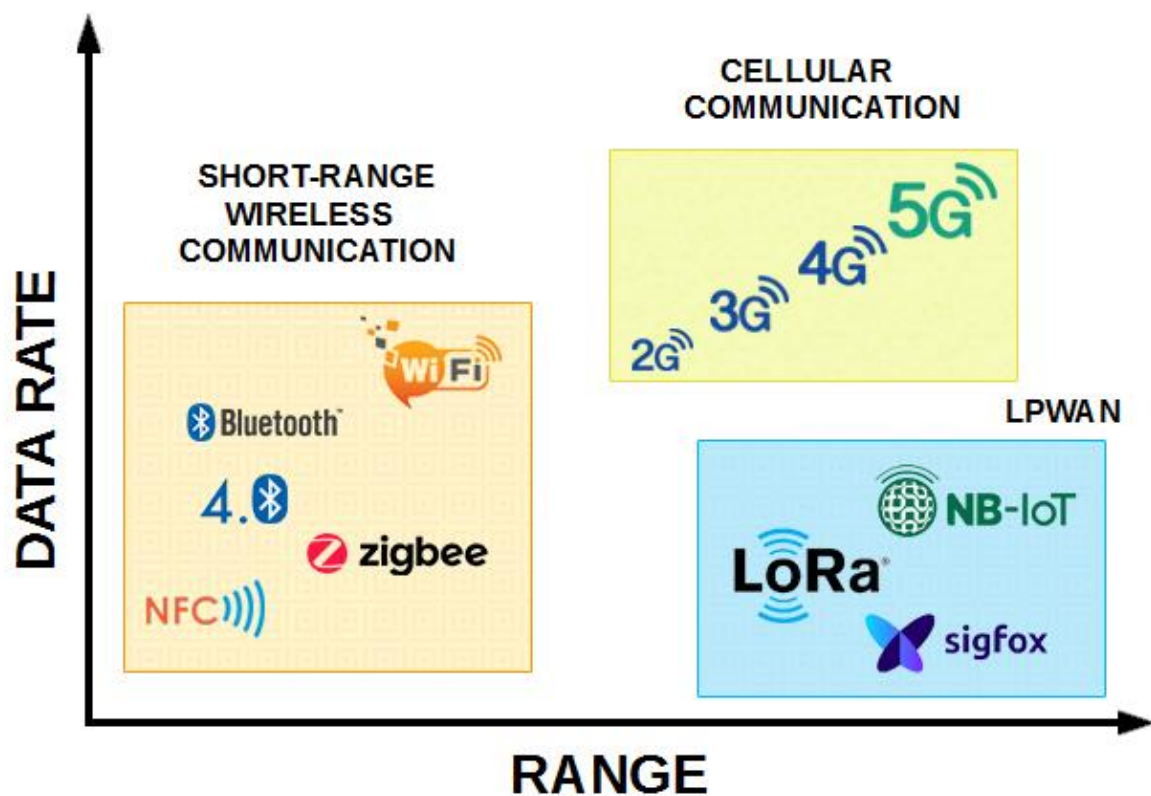 CELLULAR
COMMUNICATION
SHORT-RANGE
WIRELESS
COMMUNICATION
5G
4G
3G
2G
WiFi
Bluetooth™
4.0
zigbee
NFC
LPWAN
NB-IoT
LoRa®
sigfox
DATA RATE
RANGE